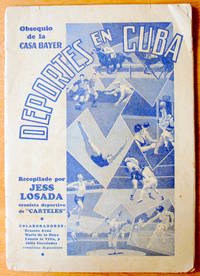 Obsequio
de la
CASA BAYER
DEPORTES EN CUBA
Recopilado por
JESS
LOSADA
cronista deportivo
de "CARTELES"
COLABORADORES: